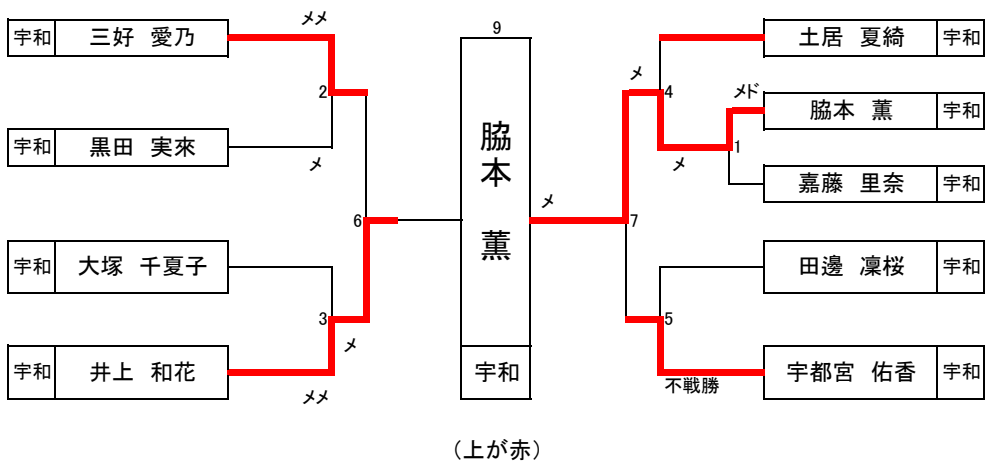 メメ
宇和 三好 愛乃
2
宇和 黒田 実來
メ
6
宇和 大塚 千夏子
3
メ
宇和 井上 和花
メメ
9
脇本 薫
宇和
メ
土居 夏綺 宇和
メ
4
メド
脇本 薫 宇和
1
メ
嘉藤 里奈 宇和
7
田邊 凜桜 宇和
5
宇都宮 佑香 宇和
不戦勝
(上が赤)